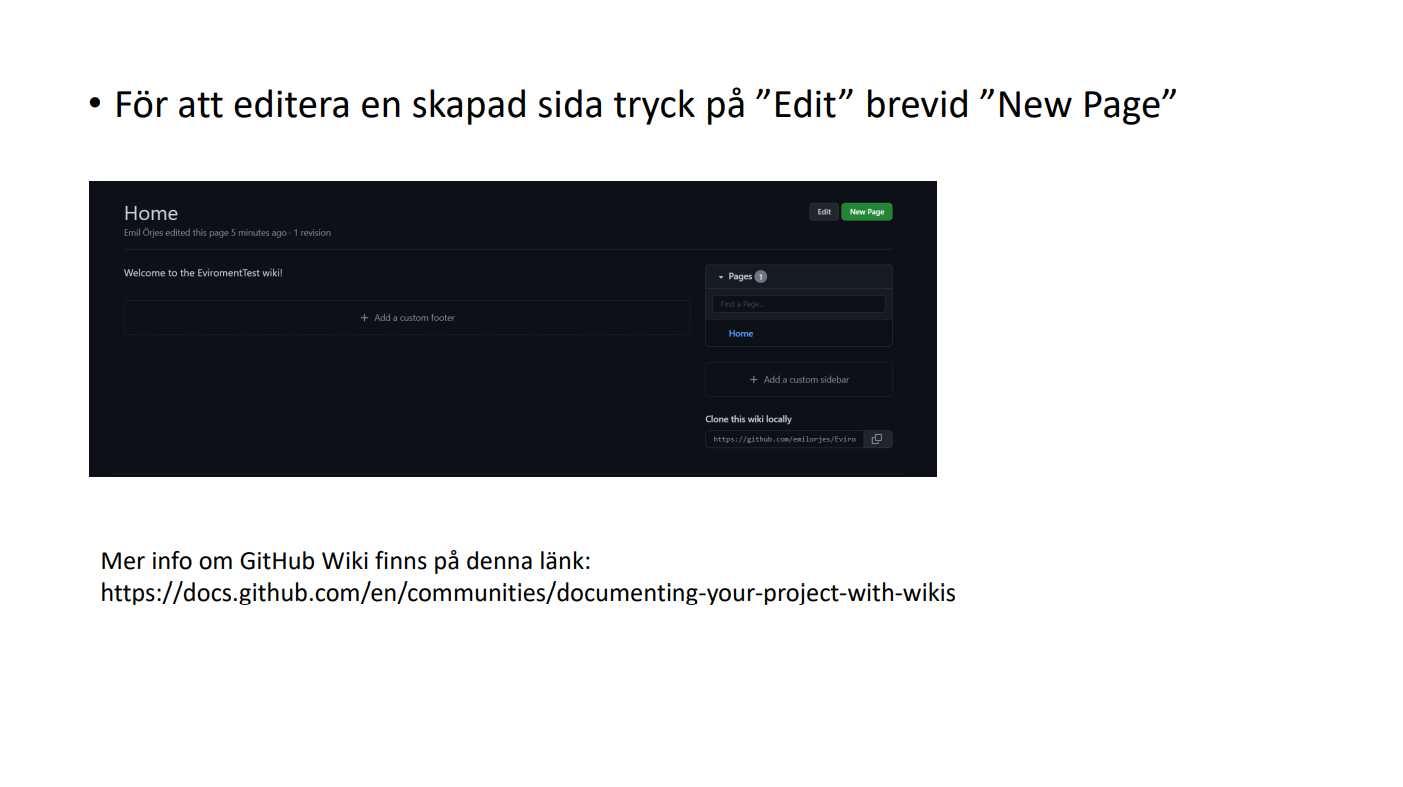 • För att editera en skapad sida tryck på ”Edit” brevid ”New Page”
Home
Edit
New Page
Emil Örjes edited this page 5 minutes ago · 1 revision
Welcome to the EviromentTest wiki!
Pages 1
Find a Page...
+ Add a custom footer
Home
+ Add a custom sidebar
Clone this wiki locally
https://github.com/emilorjes/Eviro
Mer info om GitHub Wiki finns på denna länk:
https://docs.github.com/en/communities/documenting-your-project-with-wikis